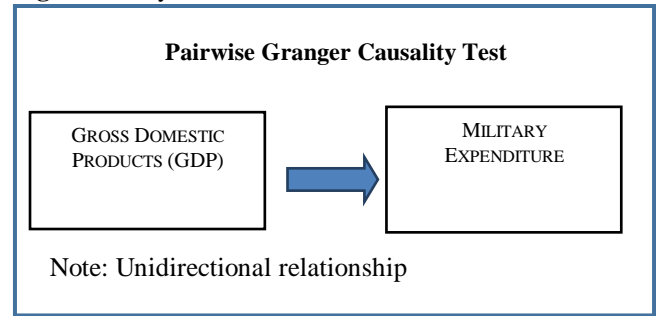 Pairwise Granger Causality Test
GROSS DOMESTIC
PRODUCTS (GDP)
MILITARY
EXPENDITURE
Note: Unidirectional relationship